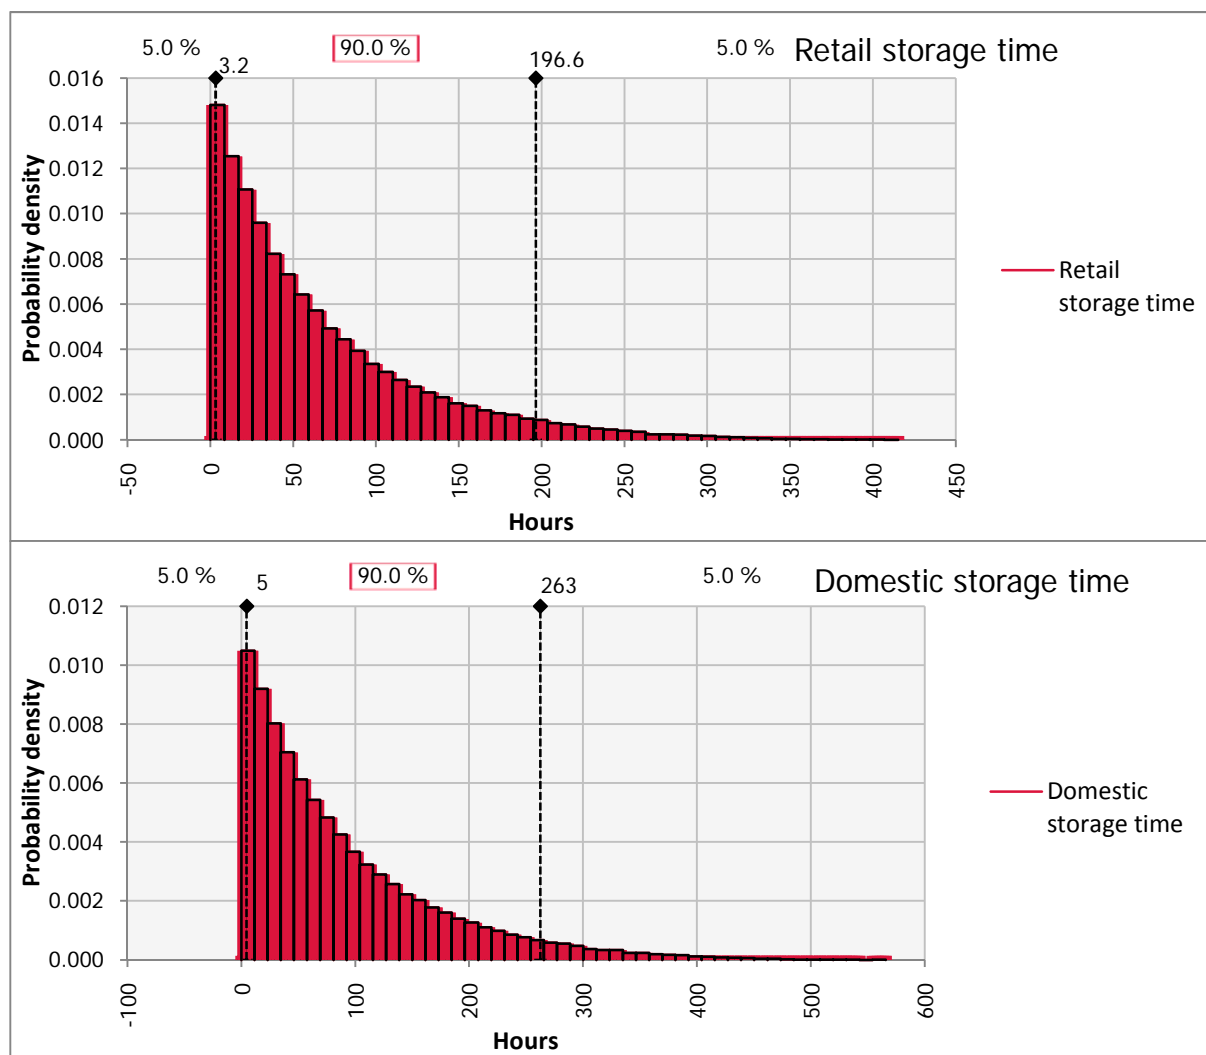 5.0 % 90.0 % 5.0 % Retail storage time
3.2 196.6
0.016
0.014
0.012
0.010
0.008
0.006
0.004
0.002
0.000
Probability density
-50 0 50 100 150 200 250 300 350 400 450
Hours
Retail
storage time
5.0 % 90.0 % 5.0 % Domestic storage time
5 263
0.012
0.010
0.008
0.006
0.004
0.002
0.000
Probability density
-100 0 100 200 300 400 500 600
Hours
Domestic
storage time